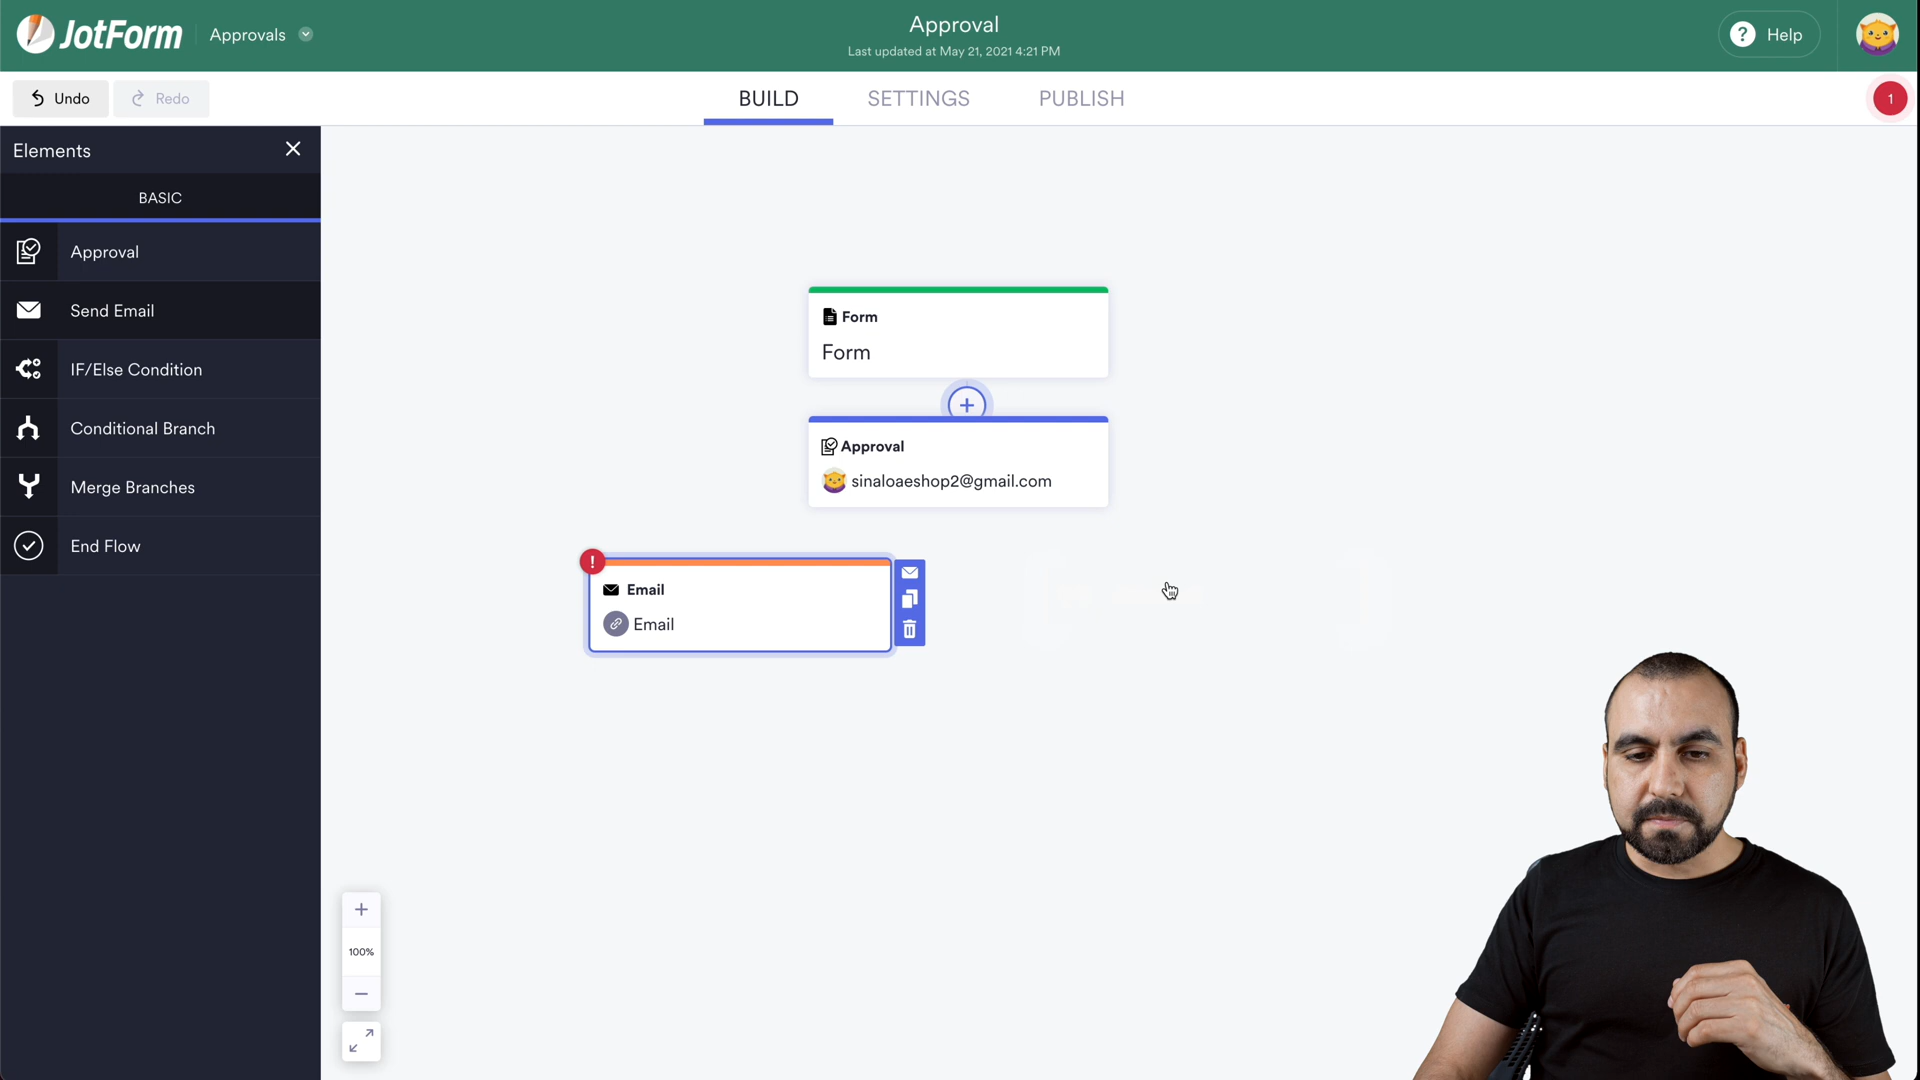 JotForm
Approvals
Approval
Last updated at May 21, 2021 4:21 PM
? Help
Undo
Redo
BUILD
SETTINGS
PUBLISH
1
Elements
BASIC
Approval
Send Email
IF/Else Condition
Conditional Branch
Merge Branches
End Flow
Form
Form
+
Approval
sinaloaeshop2@gmail.com
!
Email
Email
+
100%
−